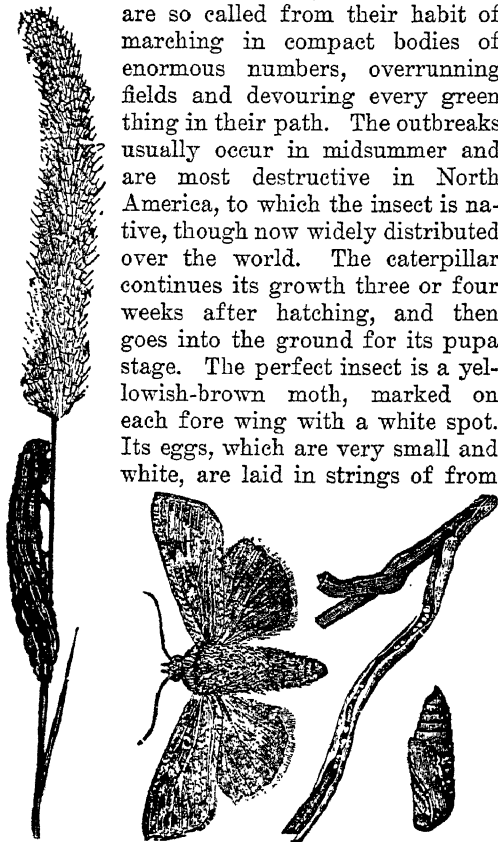 are so called from their habit of
marching in compact bodies of
enormous numbers, overrunning
fields and devouring every green
thing in their path. The outbreaks
usually occur in midsummer and
are most destructive in North
America, to which the insect is na-
tive, though now widely distributed
over the world. The caterpillar
continues its growth three or four
weeks after hatching, and then
goes into the ground for its pupa
stage. The perfect insect is a yel-
lowish-brown moth, marked on
each fore wing with a white spot.
Its eggs, which are very small and
white, are laid in strings of from